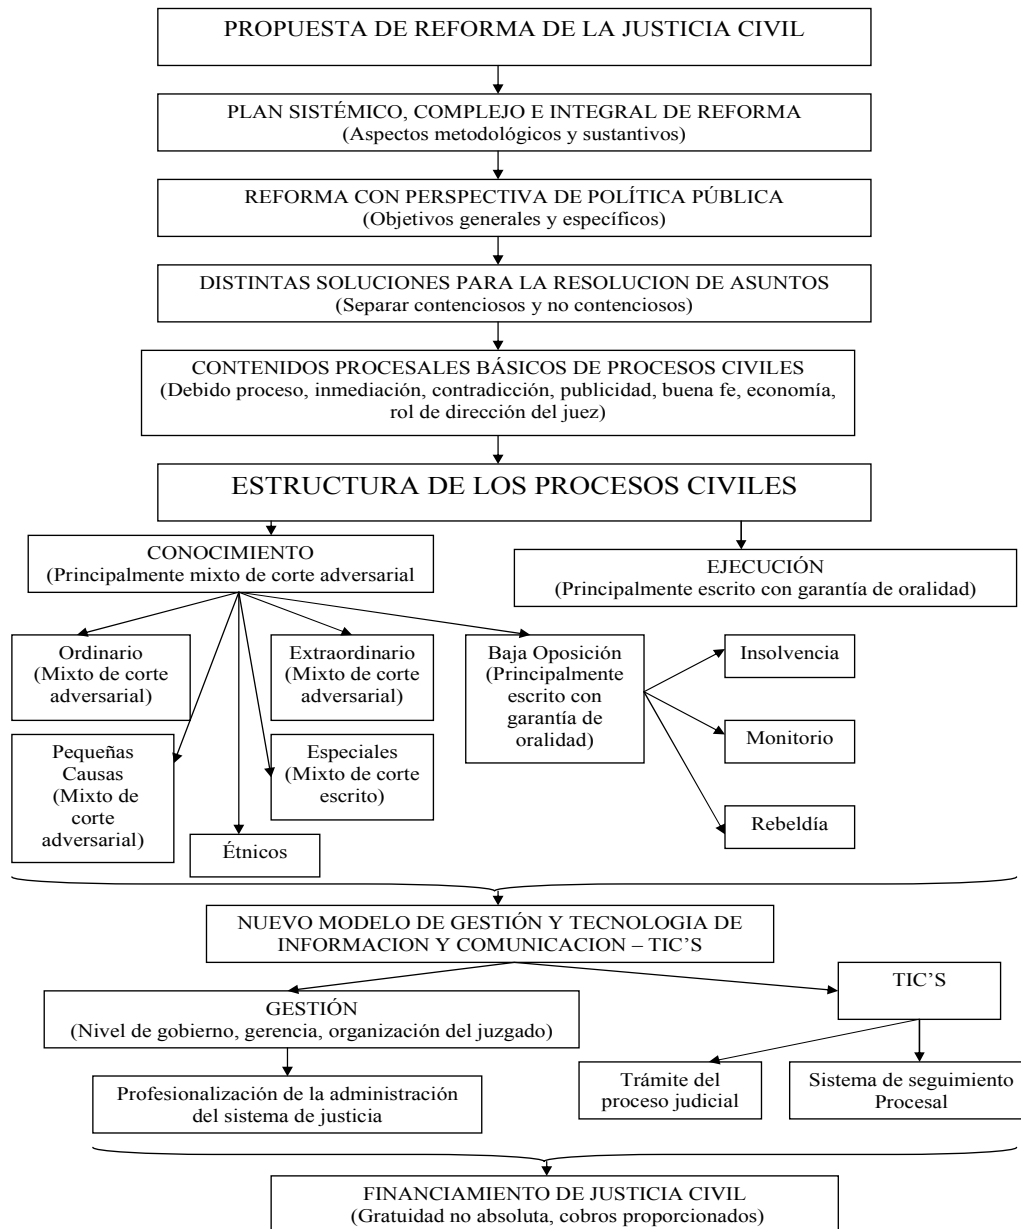 PROPUESTA DE REFORMA DE LA JUSTICIA CIVIL
PLAN SISTÉMICO, COMPLEJO E INTEGRAL DE REFORMA
(Aspectos metodológicos y sustantivos)
REFORMA CON PERSPECTIVA DE POLÍTICA PÚBLICA
(Objetivos generales y específicos)
DISTINTAS SOLUCIONES PARA LA RESOLUCION DE ASUNTOS
(Separar contenciosos y no contenciosos)
CONTENIDOS PROCESALES BÁSICOS DE PROCESOS CIVILES
(Debido proceso, inmediación, contradicción, publicidad, buena fe, economía,
rol de dirección del juez)
ESTRUCTURA DE LOS PROCESOS CIVILES
CONOCIMIENTO
(Principalmente mixto de corte adversarial
EJECUCIÓN
(Principalmente escrito con garantía de oralidad)
Ordinario
(Mixto de corte
adversarial)
Extraordinario
(Mixto de corte
adversarial)
Baja Oposición
(Principalmente
escrito con
garantía de
oralidad)
Insolvencia
Monitorio
Rebeldía
Pequeñas
Causas
(Mixto de
corte
adversarial)
Especiales
(Mixto de corte
escrito)
Étnicos
NUEVO MODELO DE GESTIÓN Y TECNOLOGIA DE
INFORMACION Y COMUNICACION – TIC’S
GESTIÓN
(Nivel de gobierno, gerencia, organización del juzgado)
TIC’S
Profesionalización de la administración
del sistema de justicia
Trámite del
proceso judicial
Sistema de seguimiento
Procesal
FINANCIAMIENTO DE JUSTICIA CIVIL
(Gratuidad no absoluta, cobros proporcionados)